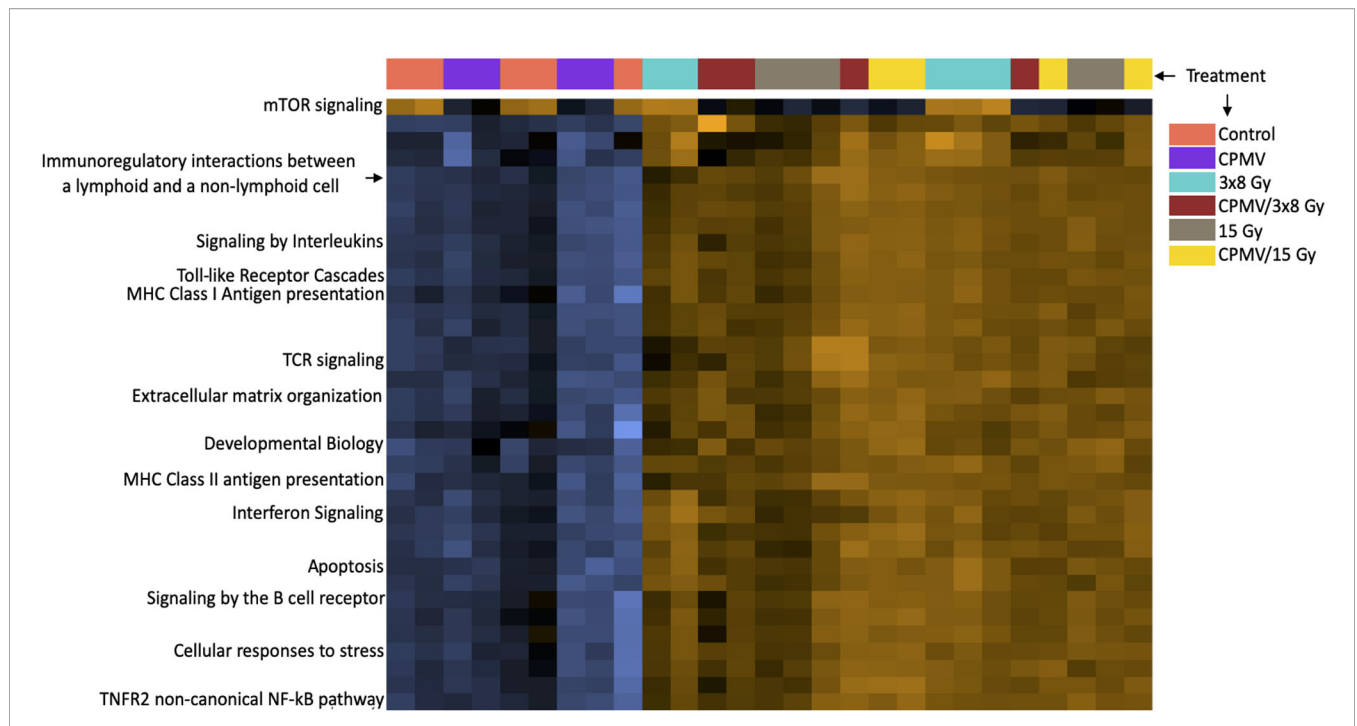 Treatment
mTOR signaling
Control
CPMV
Immunoregulatory interactions between
a lymphoid and a non-lymphoid cell
3x8 Gy
CPMV/3x8 Gy
15 Gy
CPMV/15 Gy
Signaling by Interleukins
Toll-like Receptor Cascades
MHC Class I Antigen presentation
TCR signaling
Extracellular matrix organization
Developmental Biology
MHC Class II antigen presentation
Interferon Signaling
Apoptosis
Signaling by the B cell receptor
Cellular responses to stress
TNFR2 non-canonical NF-kB pathway